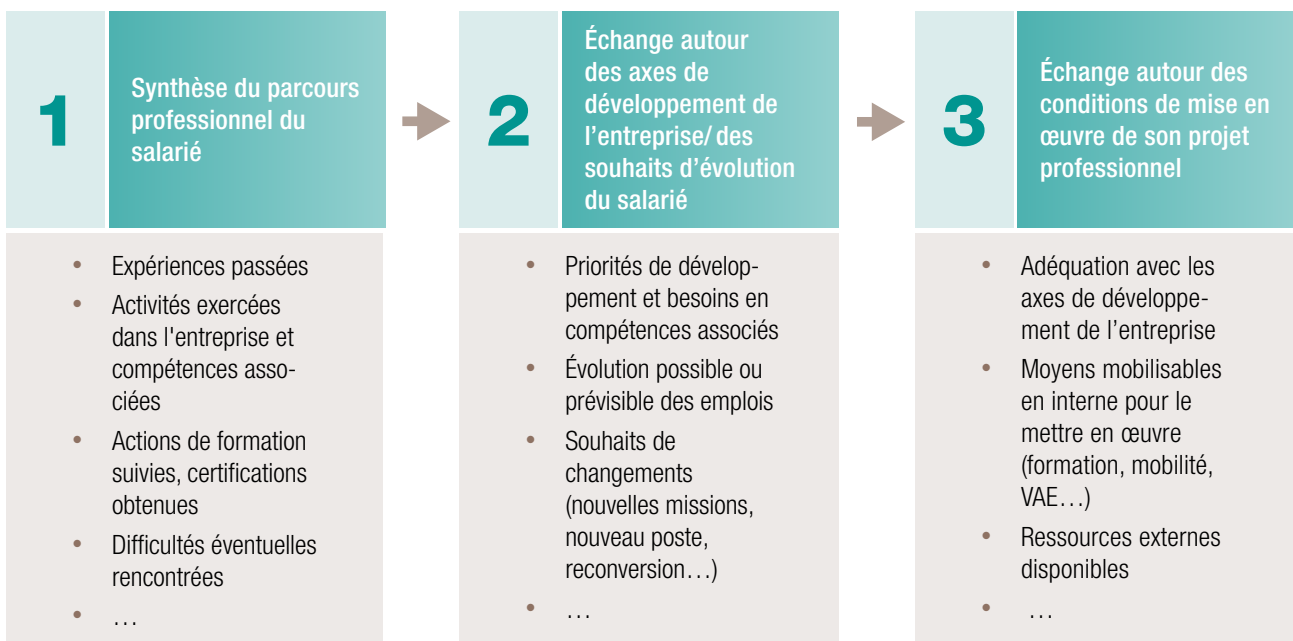 1
Synthèse du parcours
professionnel du
salarié
• Expériences passées
• Activités exercées
dans l'entreprise et
compétences asso-
ciées
• Actions de formation
suivies, certifications
obtenues
• Difficultés éventuelles
rencontrées
• …
2
Échange autour
des axes de
développement de
l’entreprise/ des
souhaits d’évolution
du salarié
• Priorités de dévelop-
pement et besoins en
compétences associés
• Évolution possible ou
prévisible des emplois
• Souhaits de
changements
(nouvelles missions,
nouveau poste,
reconversion…)
• …
3
Échange autour des
conditions de mise en
œuvre de son projet
professionnel
• Adéquation avec les
axes de développe-
ment de l’entreprise
• Moyens mobilisables
en interne pour le
mettre en œuvre
(formation, mobilité,
VAE…)
• Ressources externes
disponibles
• …